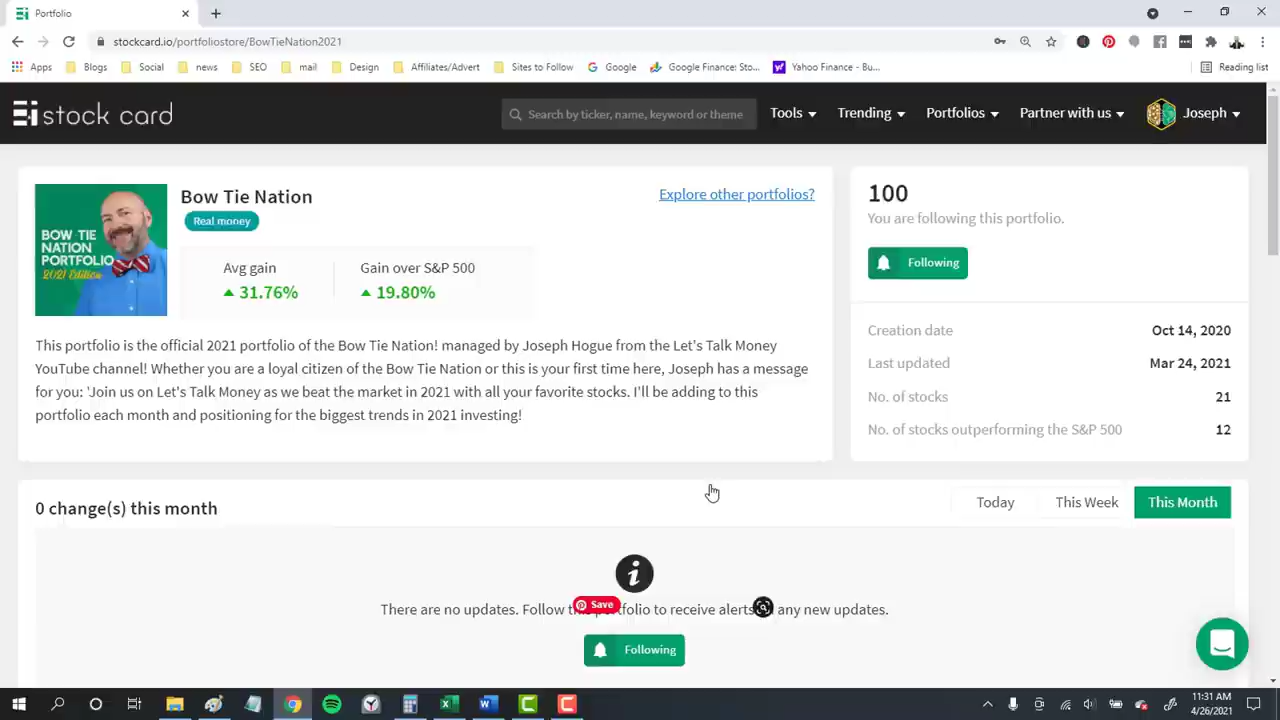 Portfolio
stockcard.io/portfoliostore/BowTieNation2021
Apps Blogs Social news SEO mail Design Affiliates/Advert Sites to Follow Google Google Finance: Sto... Yahoo Finance - Bu... Reading list
stock card
Search by ticker, name, keyword or theme
Tools Trending Portfolios Partner with us Joseph
BOW TIE
NATION
PORTFOLIO
2021 Edition
Bow Tie Nation
Real money
Explore other portfolios?
Avg gain
31.76%
Gain over S&P 500
19.80%
This portfolio is the official 2021 portfolio of the Bow Tie Nation! managed by Joseph Hogue from the Let's Talk Money
YouTube channel! Whether you are a loyal citizen of the Bow Tie Nation or this is your first time here, Joseph has a message
for you: 'Join us on Let's Talk Money as we beat the market in 2021 with all your favorite stocks. I'll be adding to this
portfolio each month and positioning for the biggest trends in 2021 investing!
100
You are following this portfolio.
Following
Creation date Oct 14, 2020
Last updated Mar 24, 2021
No. of stocks 21
No. of stocks outperforming the S&P 500 12
0 change(s) this month
Today This Week This Month
There are no updates. Follow this portfolio to receive alerts any new updates.
Save
Following
11:31 AM
4/26/2021